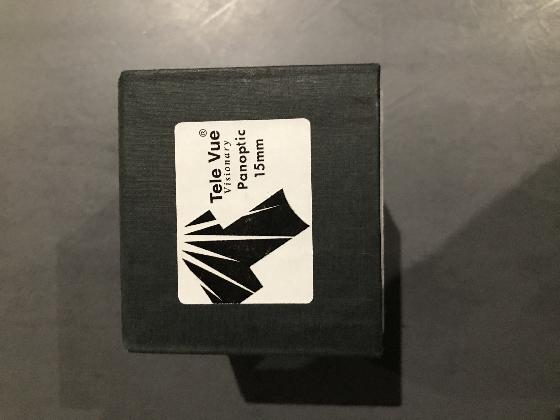 Tele Vue®
Visionary
Panoptic
15mm